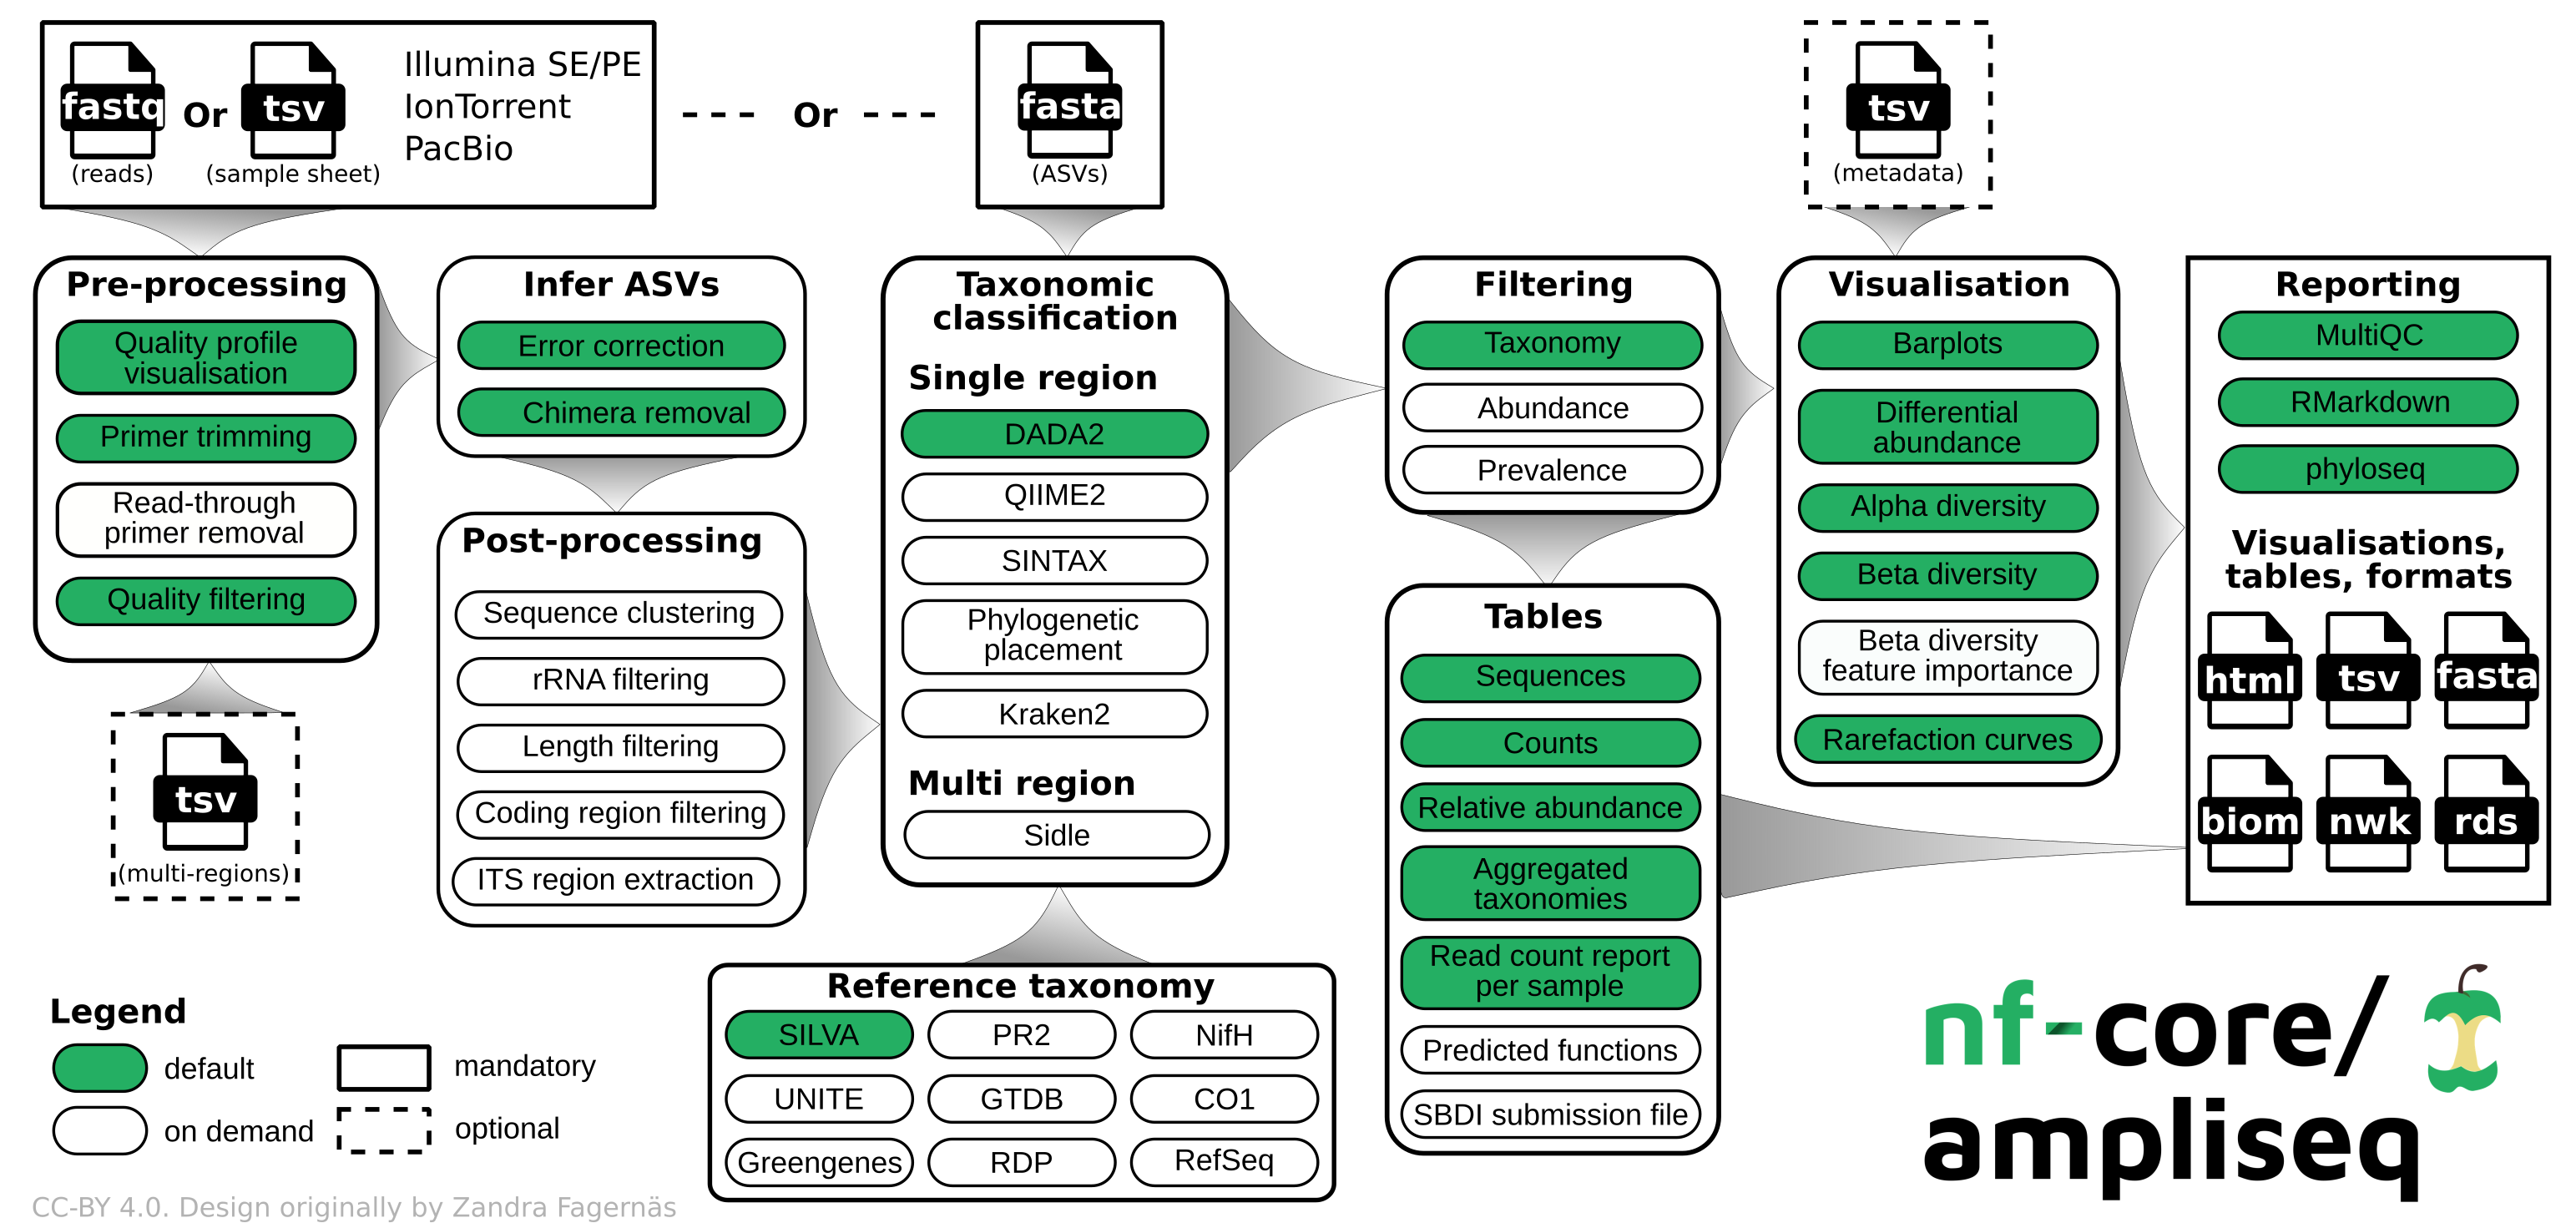 fastq
Or
tsv
(reads)
(sample sheet)
Illumina SE/PE
IonTorrent
PacBio
Or
fasta
(ASVs)
tsv
(metadata)
Pre-processing
Quality profile
visualisation
Primer trimming
Read-through
primer removal
Quality filtering
tsv
(multi-regions)
Infer ASVs
Error correction
Chimera removal
Post-processing
Sequence clustering
rRNA filtering
Length filtering
Coding region filtering
ITS region extraction
Taxonomic
classification
Single region
DADA2
QIIME2
SINTAX
Phylogenetic
placement
Kraken2
Multi region
Sidle
Reference taxonomy
SILVA
PR2
NifH
UNITE
GTDB
CO1
Greengenes
RDP
RefSeq
Filtering
Taxonomy
Abundance
Prevalence
Tables
Sequences
Counts
Relative abundance
Aggregated
taxonomies
Read count report
per sample
Predicted functions
SBDI submission file
Visualisation
Barplots
Differential
abundance
Alpha diversity
Beta diversity
Beta diversity
feature importance
Rarefaction curves
Reporting
MultiQC
RMarkdown
phyloseq
Visualisations,
tables, formats
html
tsv
fasta
biom
nwk
rds
Legend
default
mandatory
on demand
optional
CC-BY 4.0. Design originally by Zandra Fagernäs
nf-core/
ampliseq